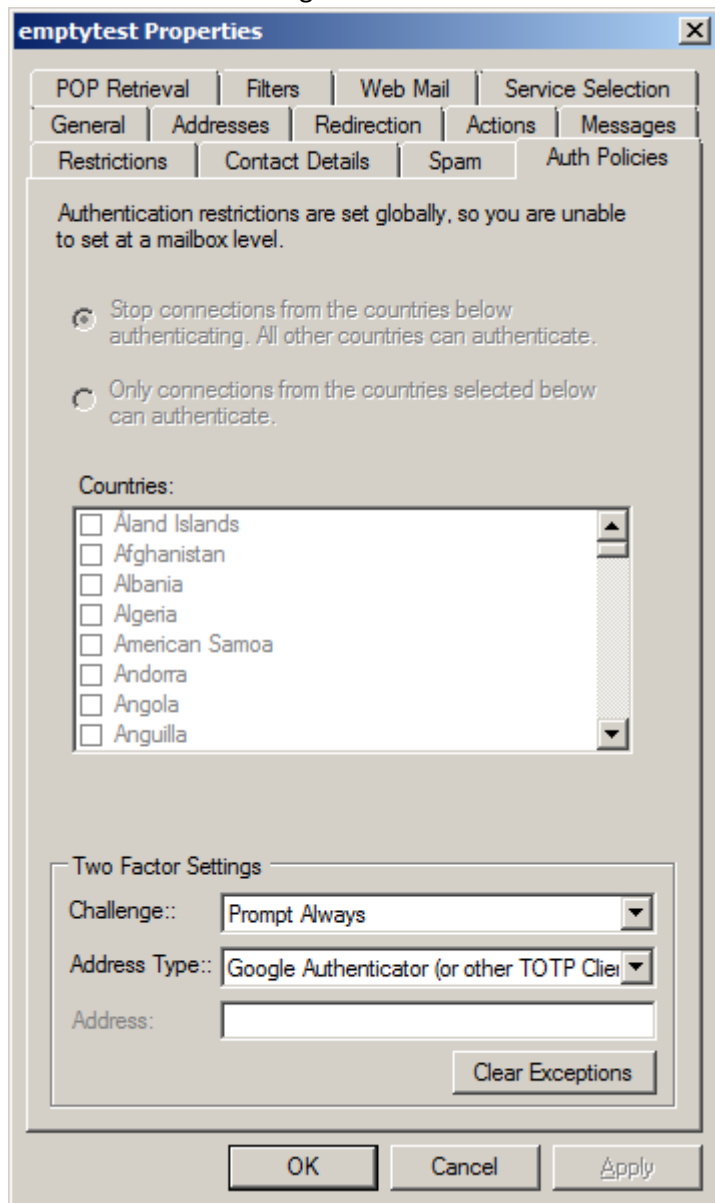 emptytest Properties
POP Retrieval Filters Web Mail Service Selection
General Addresses Redirection Actions Messages
Restrictions Contact Details Spam Auth Policies
Authentication restrictions are set globally, so you are unable
to set at a mailbox level.
Stop connections from the countries below
authenticating. All other countries can authenticate.
Only connections from the countries selected below
can authenticate.
Countries:
Åland Islands
Afghanistan
Albania
Algeria
American Samoa
Andorra
Angola
Anguilla
Two Factor Settings
Challenge:: Prompt Always
Address Type:: Google Authenticator (or other TOTP Clie
Address:
Clear Exceptions
OK Cancel Apply